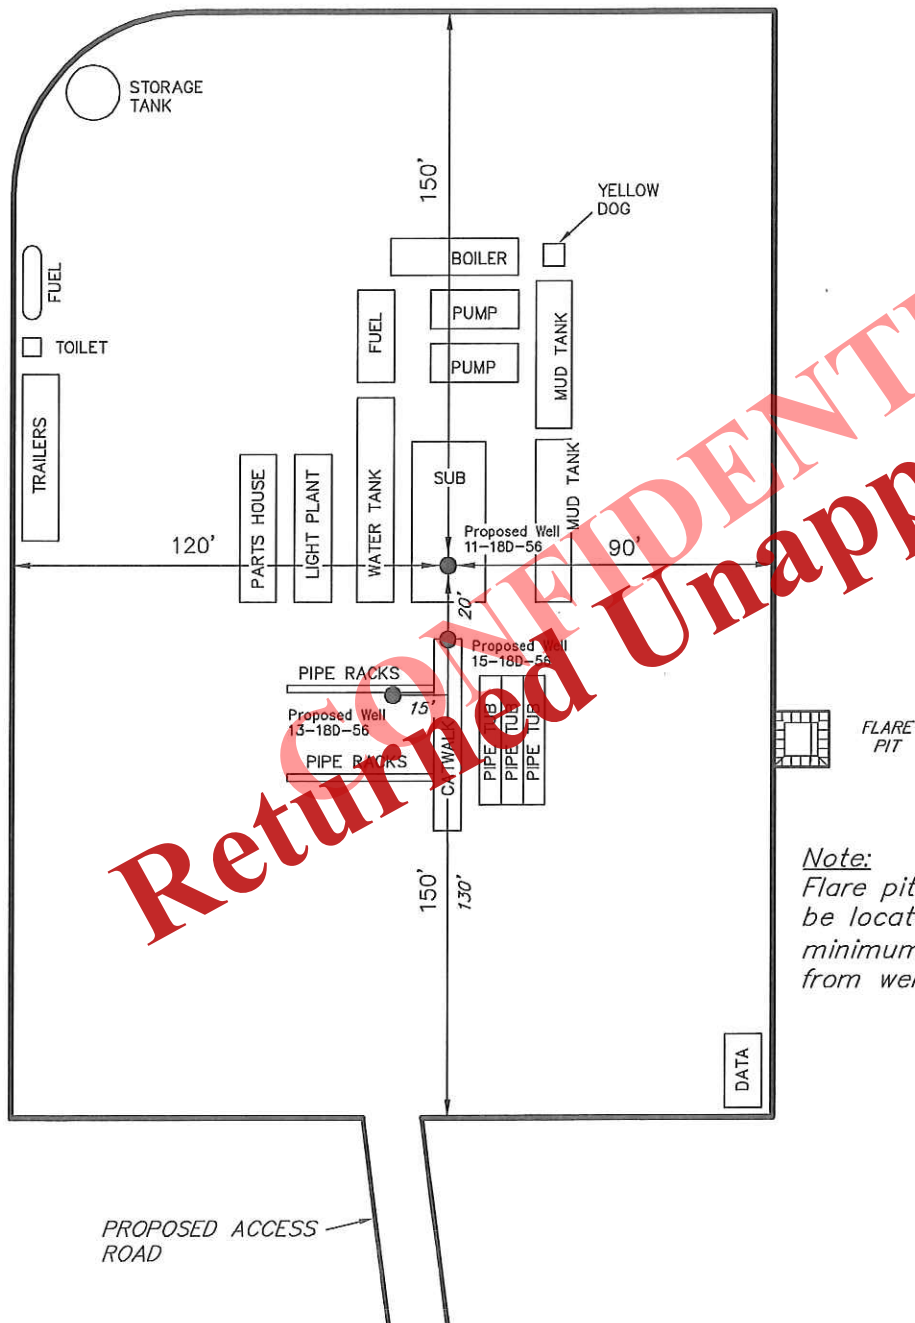 STORAGE
TANK
150'
YELLOW
DOG
BOILER
FUEL
PUMP
FUEL
MUD TANK
TOILET
PUMP
TRAILERS
SUB
MUD TANK
PARTS HOUSE
LIGHT PLANT
WATER TANK
Proposed Well
11-18D-56
120'
90'
20'
Proposed Well
15-18D-56
PIPE RACKS
15'
Proposed Well
13-18D-56
PIPE RACKS
CATWALK
PIPE TUB
PIPE TUB
PIPE TUB
FLARE
PIT
150'
130'
Note:
Flare pit
be locat
minimum
from wel
DATA
PROPOSED ACCESS
ROAD
CONFIDENT
Returned Unapp